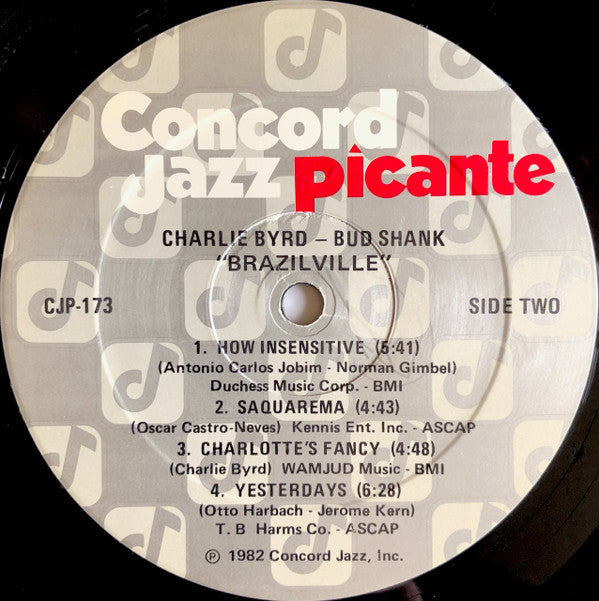 Concord
Jazz picante
CHARLIE BYRD – BUD SHANK
"BRAZILVILLE"
CJP-173
SIDE TWO
1. HOW INSENSITIVE (5:41)
(Antonio Carlos Jobim - Norman Gimbel)
Duchess Music Corp. - BMI
2. SAQUAREMA (4:43)
(Oscar Castro-Neves) Kennis Ent. Inc. - ASCAP
3. CHARLOTTE'S FANCY (4:48)
(Charlie Byrd) WAMJUD Music - BMI
4. YESTERDAYS (6:28)
(Otto Harbach - Jerome Kern)
T. B Harms Co. - ASCAP
℗ 1982 Concord Jazz, Inc.